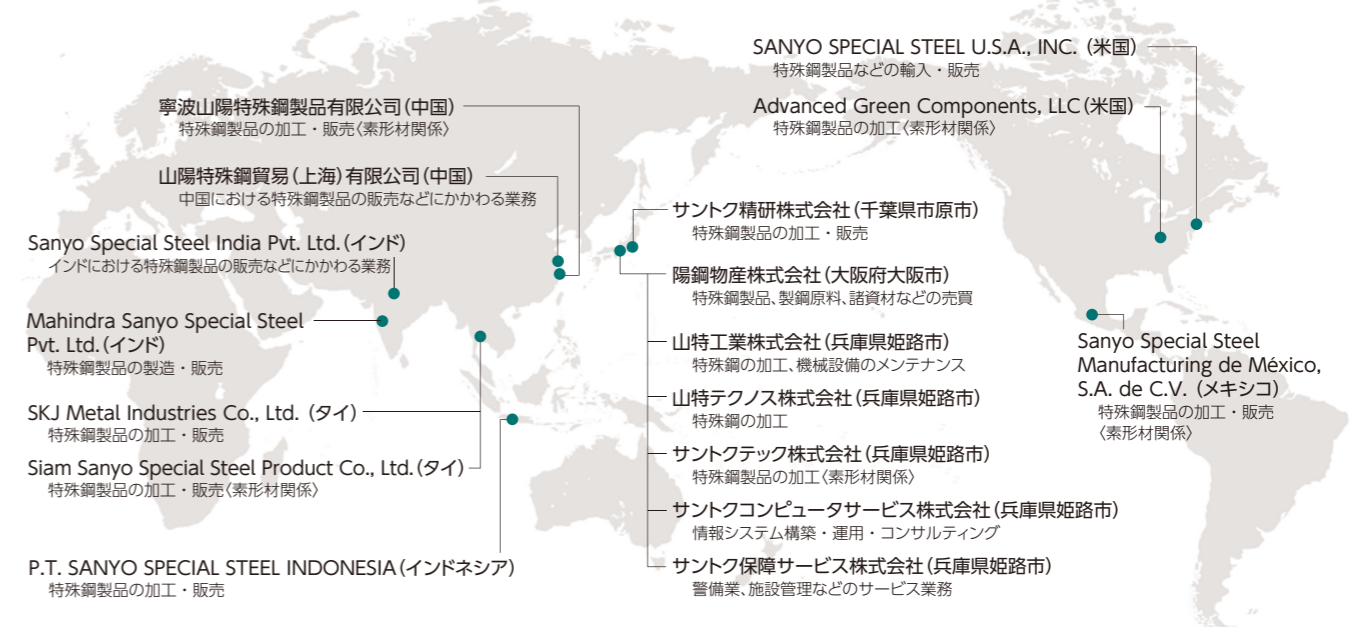 寧波山陽特殊鋼製品有限公司(中国)
特殊鋼製品の加工・販売〈素形材関係〉
山陽特殊鋼貿易(上海)有限公司(中国)
中国における特殊鋼製品の販売などにかかわる業務
Sanyo Special Steel India Pvt. Ltd.(インド)
インドにおける特殊鋼製品の販売などにかかわる業務
Mahindra Sanyo Special Steel
Pvt. Ltd.(インド)
特殊鋼製品の製造・販売
SKJ Metal Industries Co., Ltd. (タイ)
特殊鋼製品の加工・販売
Siam Sanyo Special Steel Product Co., Ltd.(タイ)
特殊鋼製品の加工・販売〈素形材関係〉
P.T. SANYO SPECIAL STEEL INDONESIA(インドネシア)
特殊鋼製品の加工・販売
サントク精研株式会社(千葉県市原市)
特殊鋼製品の加工・販売
陽鋼物産株式会社(大阪府大阪市)
特殊鋼製品、製鋼原料、諸資材などの売買
山特工業株式会社(兵庫県姫路市)
特殊鋼の加工、機械設備のメンテナンス
山特テクノス株式会社(兵庫県姫路市)
特殊鋼の加工
サントクテック株式会社(兵庫県姫路市)
特殊鋼製品の加工〈素形材関係〉
サントクコンピュータサービス株式会社(兵庫県姫路市)
情報システム構築・運用・コンサルティング
サントク保障サービス株式会社(兵庫県姫路市)
警備業、施設管理などのサービス業務
SANYO SPECIAL STEEL U.S.A., INC. (米国)
特殊鋼製品などの輸入・販売
Advanced Green Components, LLC(米国)
特殊鋼製品の加工〈素形材関係〉
Sanyo Special Steel
Manufacturing de México,
S.A. de C.V. (メキシコ)
特殊鋼製品の加工・販売
〈素形材関係〉